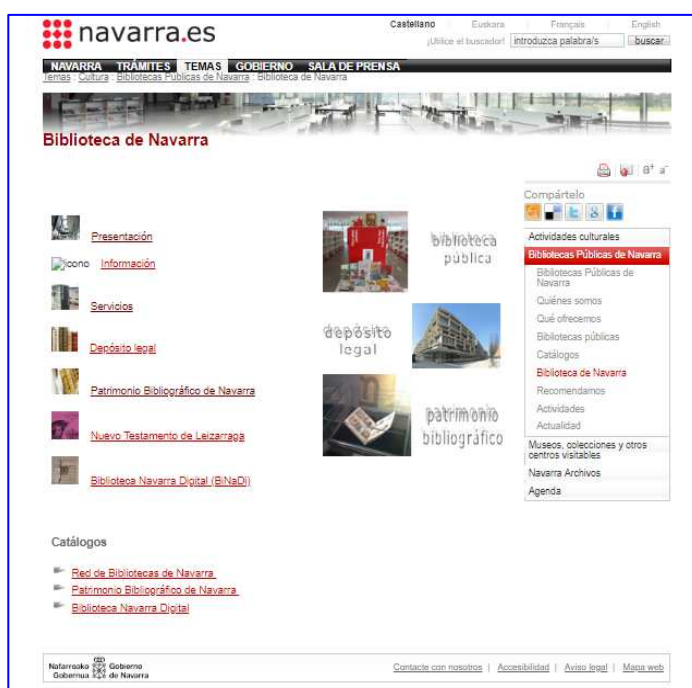 navarra.es
Castellano Euskara Français English
¡Utilice el buscador! introduzca palabra/s buscar
NAVARRA TRÁMITES TEMAS GOBIERNO SALA DE PRENSA
Temas : Cultura : Bibliotecas Públicas de Navarra : Biblioteca de Navarra
Biblioteca de Navarra
a+ a-
Compártelo
Presentación
icono Información
Servicios
Depósito legal
Patrimonio Bibliográfico de Navarra
Nuevo Testamento de Leizarraga
Biblioteca Navarra Digital (BiNaDi)
biblioteca
pública
depósito
legal
patrimonio
bibliográfico
Actividades culturales
Bibliotecas Públicas de Navarra
Bibliotecas Públicas de
Navarra
Quiénes somos
Qué ofrecemos
Bibliotecas públicas
Catálogos
Biblioteca de Navarra
Recomendamos
Actividades
Actualidad
Museos, colecciones y otros
centros visitables
Navarra Archivos
Agenda
Catálogos
Red de Bibliotecas de Navarra
Patrimonio Bibliográfico de Navarra
Biblioteca Navarra Digital
Nafarroako Gobierno
Gobernua de Navarra
Contacte con nosotros | Accesibilidad | Aviso legal | Mapa web